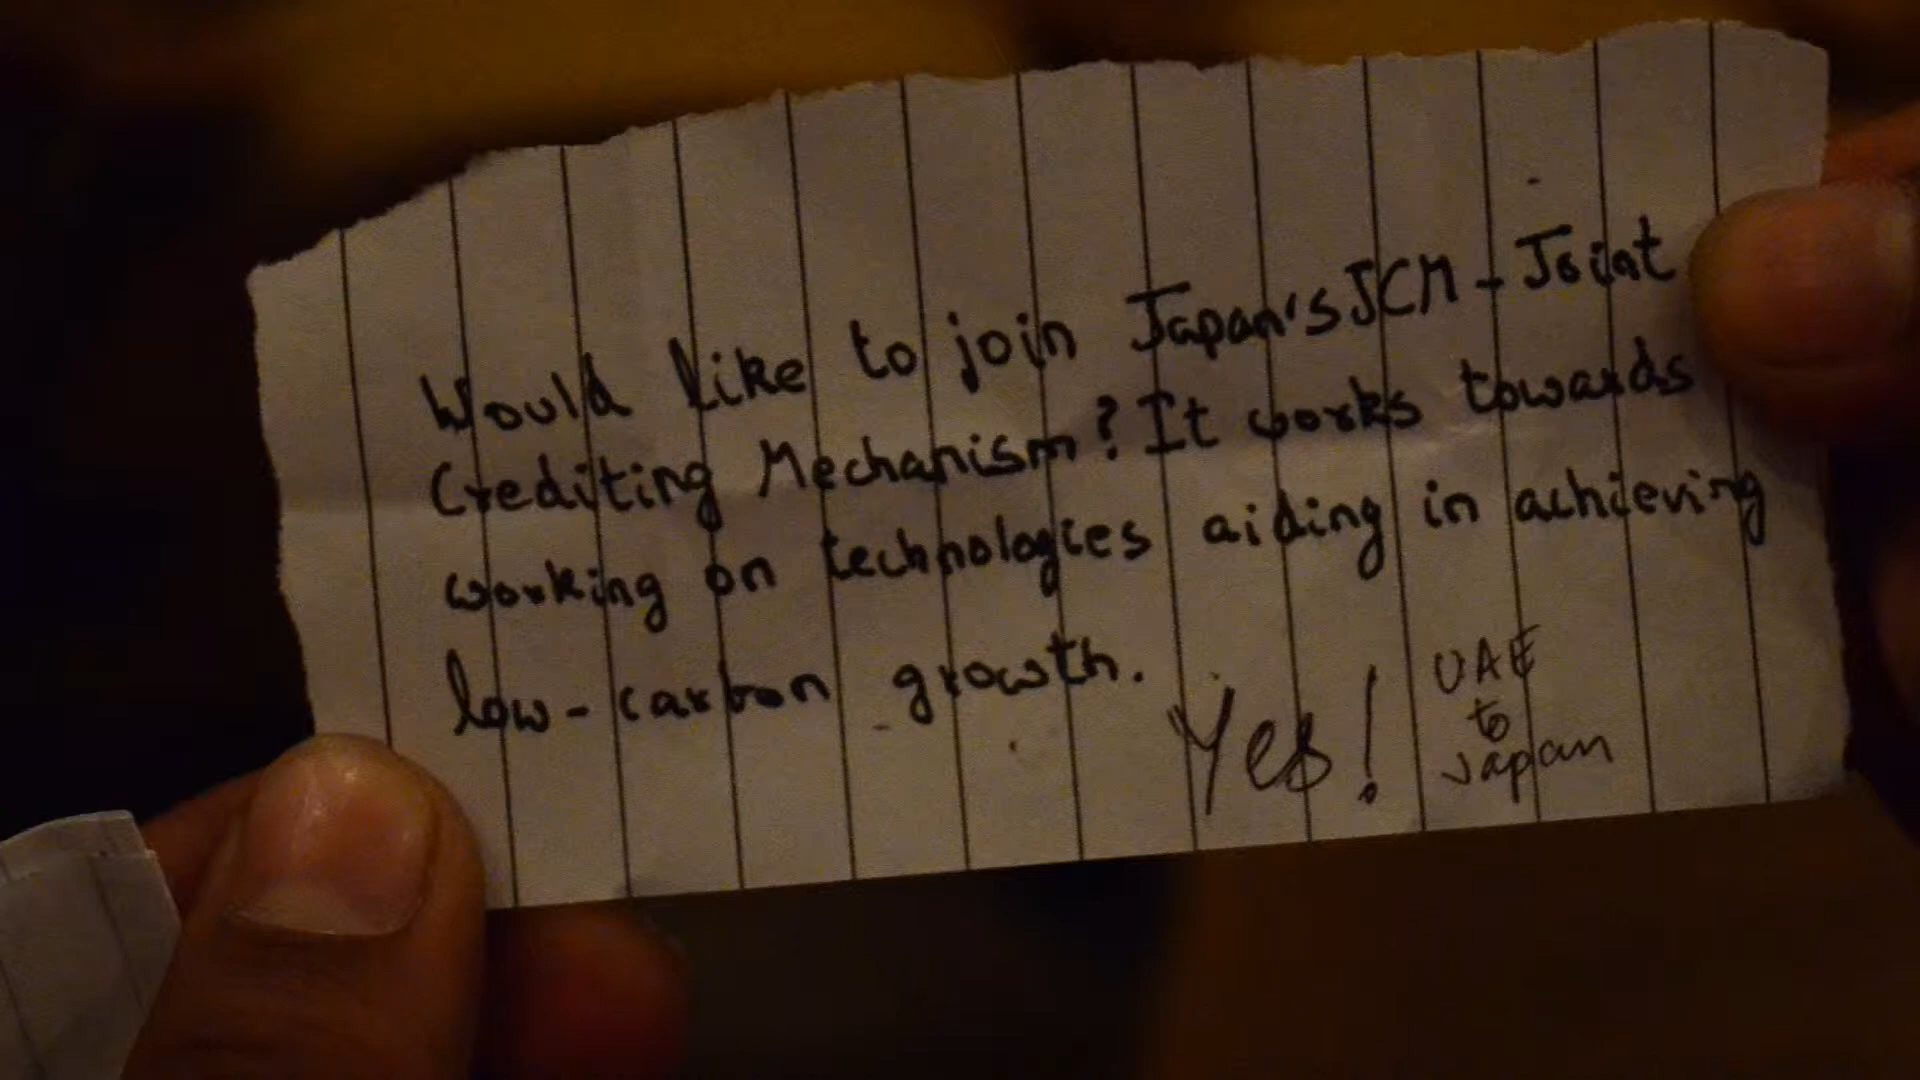 Would like to join Japan's JCM - Joint
Crediting Mechanism? It works towards
working on technologies aiding in achieving
low-carbon growth.
Yes!
UAE
to
Japan